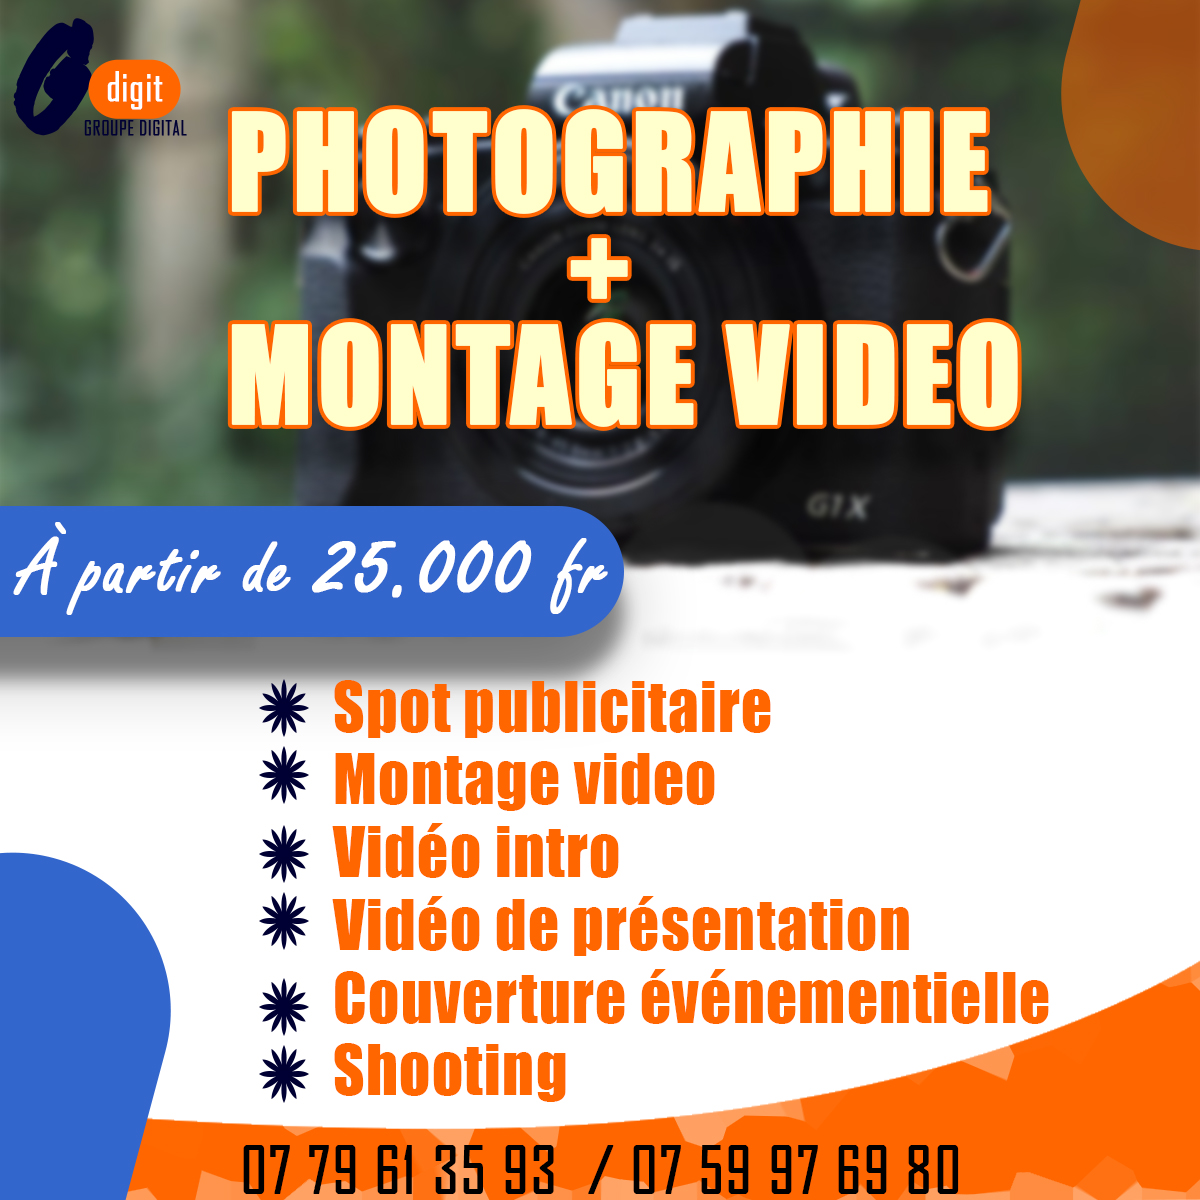 digit
GROUPE DIGITAL
Canon
PHOTOGRAPHIE
+
MONTAGE VIDEO
G1 X
À partir de 25.000 fr
Spot publicitaire
Montage video
Vidéo intro
Vidéo de présentation
Couverture événementielle
Shooting
07 79 61 35 93 / 07 59 97 69 80